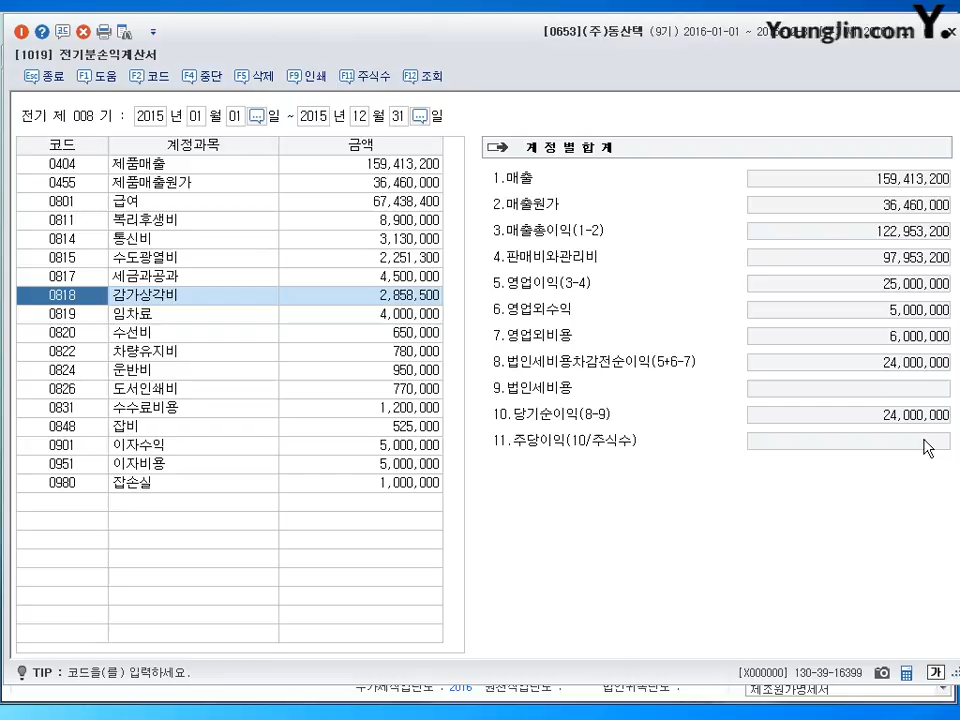 [0653](주)동산택 (9기) 2016-01-01 ~
YoungJin.com Y.
[1019] 전기분손익계산서
Esc 종료 F1 도움 F2 코드 F4 중단 F5 삭제 F9 인쇄 F11 주식수 F12 조회
전기 제 008 기 : 2015 년 01 월 01 일 ~ 2015 년 12 월 31 일
코드 계정과목 금액
0404 제품매출 159,413,200
0455 제품매출원가 36,460,000
0801 급여 67,438,400
0811 복리후생비 8,900,000
0814 통신비 3,130,000
0815 수도광열비 2,251,300
0817 세금과공과 4,500,000
0818 감가상각비 2,858,500
0819 임차료 4,000,000
0820 수선비 650,000
0822 차량유지비 780,000
0824 운반비 950,000
0826 도서인쇄비 770,000
0831 수수료비용 1,200,000
0848 잡비 525,000
0901 이자수익 5,000,000
0951 이자비용 5,000,000
0980 잡손실 1,000,000
계 정 별 합 계
1.매출 159,413,200
2.매출원가 36,460,000
3.매출총이익(1-2) 122,953,200
4.판매비와관리비 97,953,200
5.영업이익(3-4) 25,000,000
6.영업외수익 5,000,000
7.영업외비용 6,000,000
8.법인세비용차감전순이익(5+6-7) 24,000,000
9.법인세비용
10.당기순이익(8-9) 24,000,000
11.주당이익(10/주식수)
TIP : 코드을(를) 입력하세요.
[X000000] 130-39-16399 가
2016
제조원가명세서